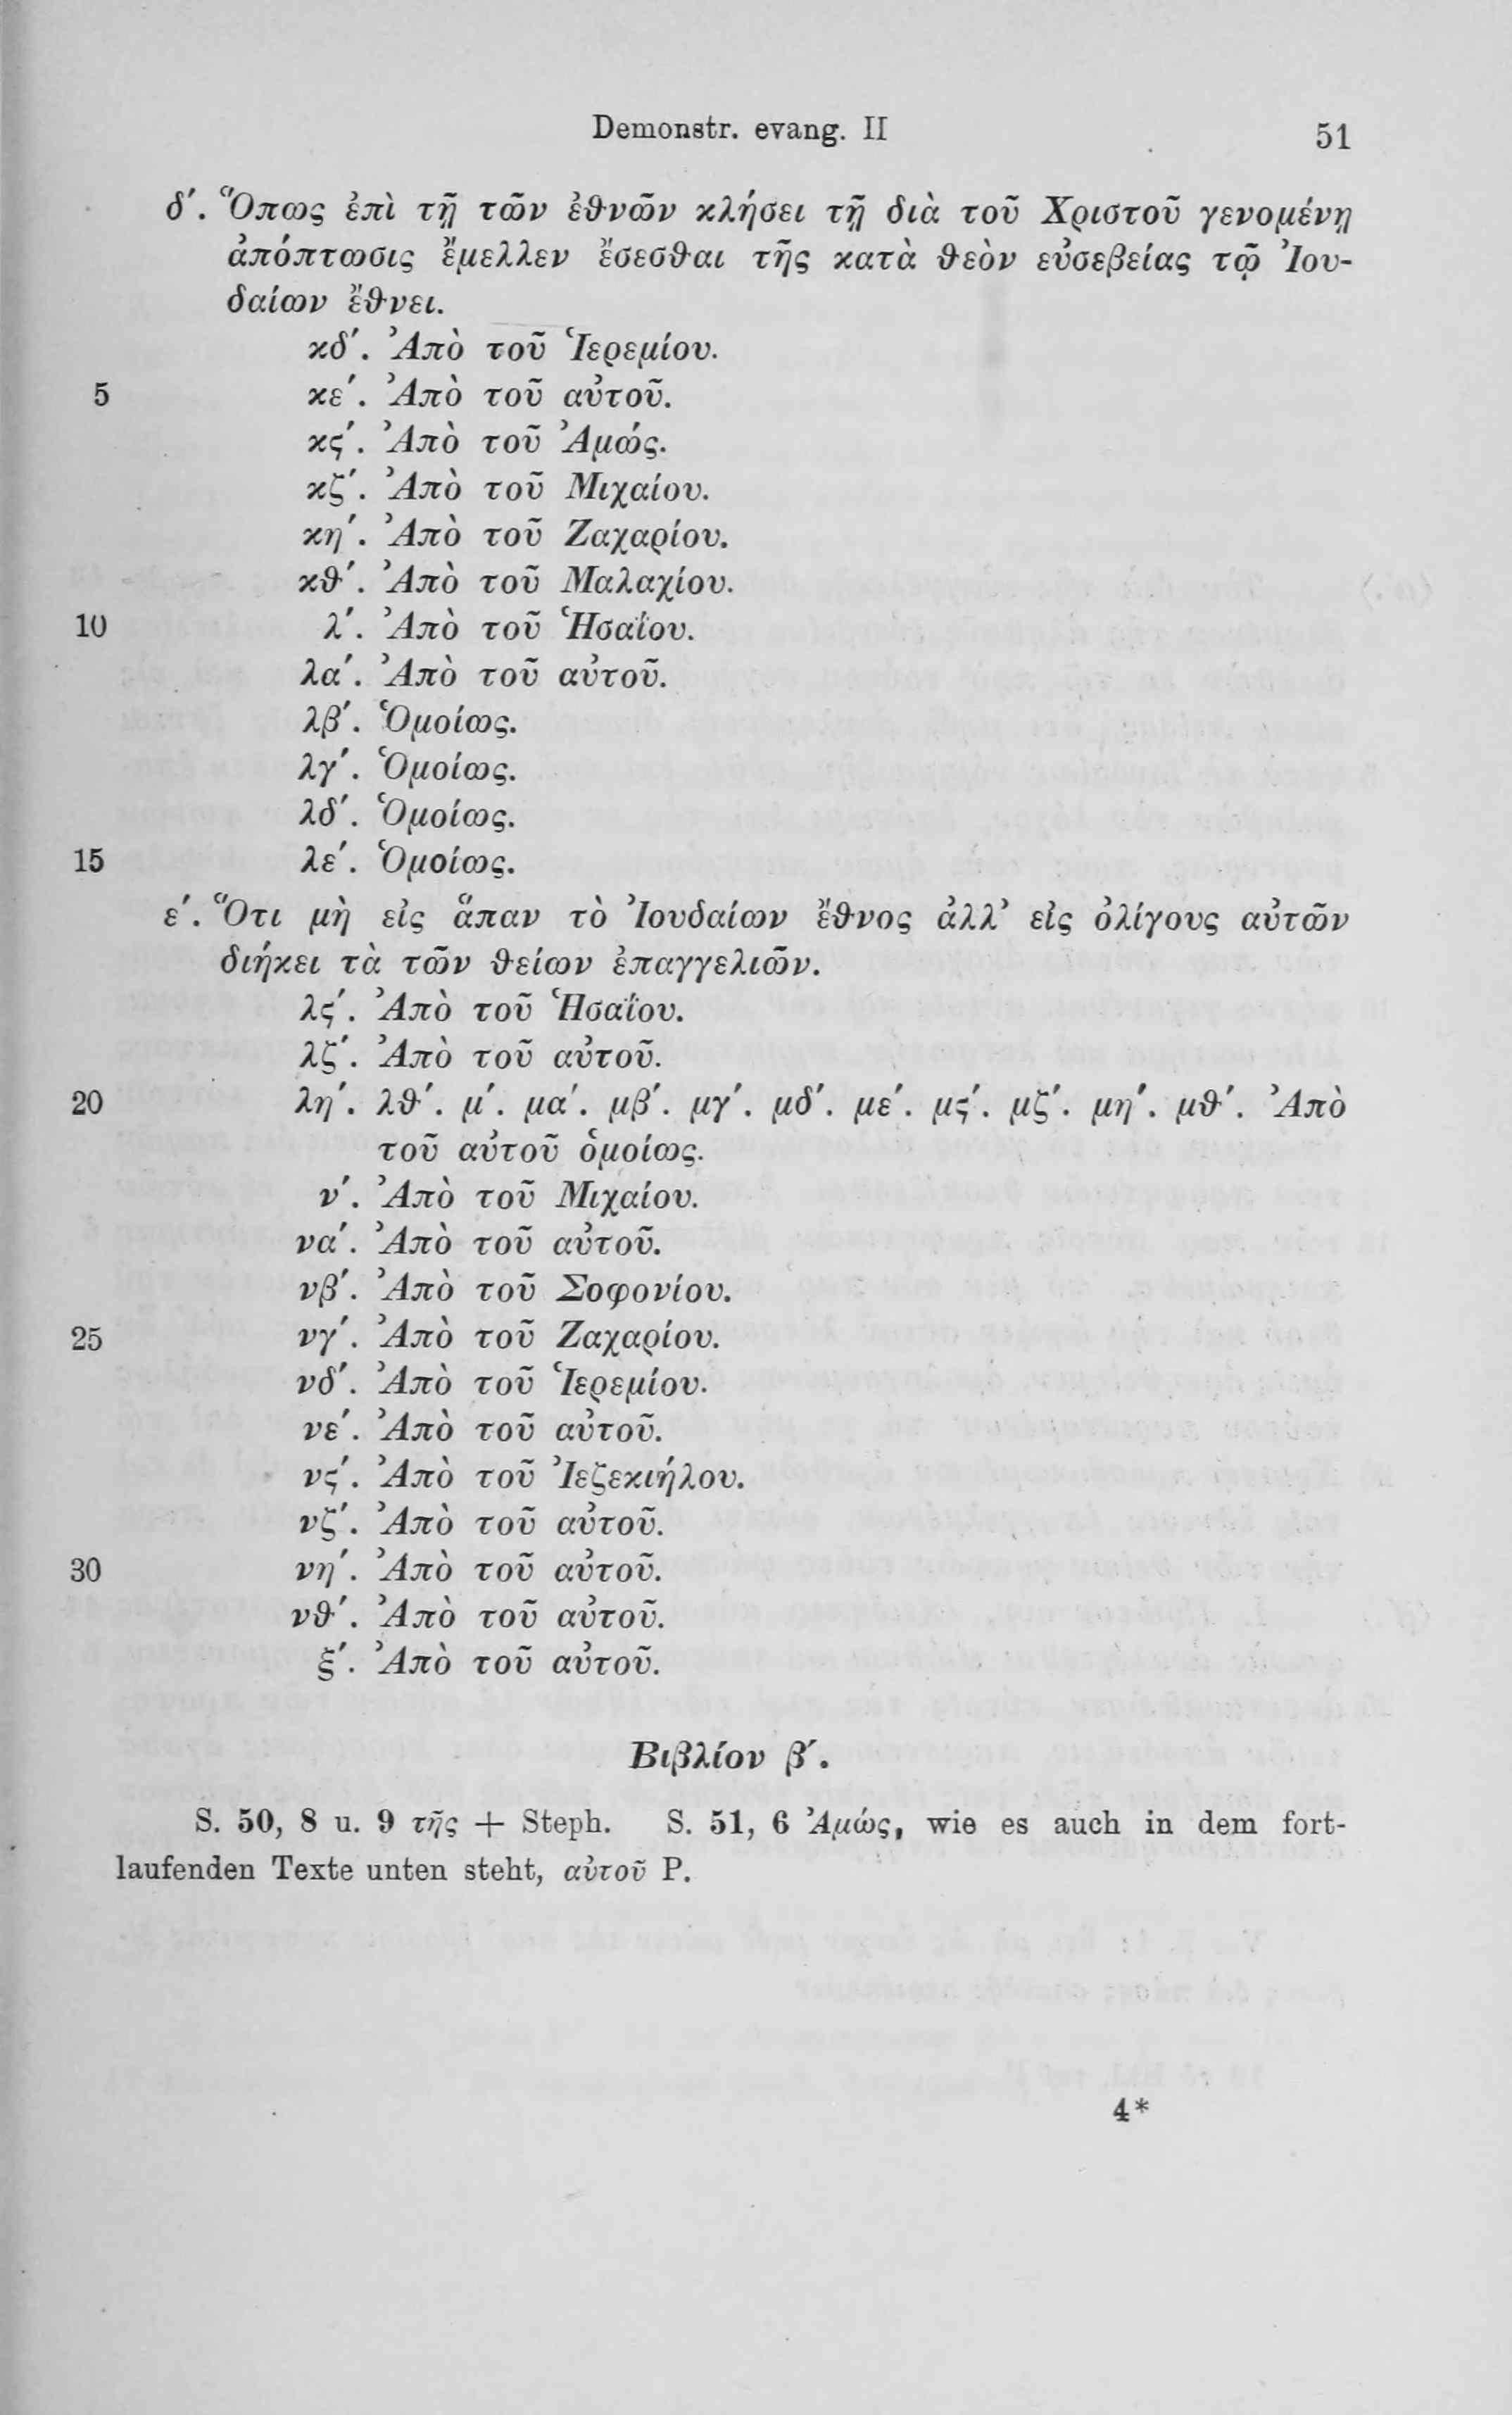 Demonstr. evang. II 51
δ΄. Ὅπως ἐπὶ τῇ τῶν ἐθνῶν κλήσει τῇ διὰ τοῦ Χριστοῦ γενομένῃ
ἀπόπτωσις ἔμελλεν ἔσεσθαι τῆς κατὰ θεὸν εὐσεβείας τῷ Ἰου-
δαίων ἔθνει.
κδ΄. Ἀπὸ τοῦ Ἱερεμίου.
5 κε΄. Ἀπὸ τοῦ αὐτοῦ.
κϛ΄. Ἀπὸ τοῦ Ἀμώς.
κζ΄. Ἀπὸ τοῦ Μιχαίου.
κη΄. Ἀπὸ τοῦ Ζαχαρίου.
κθ΄. Ἀπὸ τοῦ Μαλαχίου.
10 λ΄. Ἀπὸ τοῦ Ἡσαΐου.
λα΄. Ἀπὸ τοῦ αὐτοῦ.
λβ΄. Ὁμοίως.
λγ΄. Ὁμοίως.
λδ΄. Ὁμοίως.
15 λε΄. Ὁμοίως.
ε΄. Ὅτι μὴ εἰς ἅπαν τὸ Ἰουδαίων ἔθνος ἀλλ᾽ εἰς ὀλίγους αὐτῶν
διήκει τὰ τῶν θείων ἐπαγγελιῶν.
λϛ΄. Ἀπὸ τοῦ Ἡσαΐου.
λζ΄. Ἀπὸ τοῦ αὐτοῦ.
20 λη΄. λθ΄. μ΄. μα΄. μβ΄. μγ΄. μδ΄. με΄. μϛ΄. μζ΄. μη΄. μθ΄. Ἀπὸ
τοῦ αὐτοῦ ὁμοίως.
ν΄. Ἀπὸ τοῦ Μιχαίου.
να΄. Ἀπὸ τοῦ αὐτοῦ.
νβ΄. Ἀπὸ τοῦ Σοφονίου.
25 νγ΄. Ἀπὸ τοῦ Ζαχαρίου.
νδ΄. Ἀπὸ τοῦ Ἱερεμίου.
νε΄. Ἀπὸ τοῦ αὐτοῦ.
νϛ΄. Ἀπὸ τοῦ Ἰεζεκιήλου.
νζ΄. Ἀπὸ τοῦ αὐτοῦ.
30 νη΄. Ἀπὸ τοῦ αὐτοῦ.
νθ΄. Ἀπὸ τοῦ αὐτοῦ.
ξ΄. Ἀπὸ τοῦ αὐτοῦ.
Βιβλίον β΄.
S. 50, 8 u. 9 τῆς + Steph. S. 51, 6 Ἀμώς, wie es auch in dem fort-
laufenden Texte unten steht, αὐτοῦ P.
4*